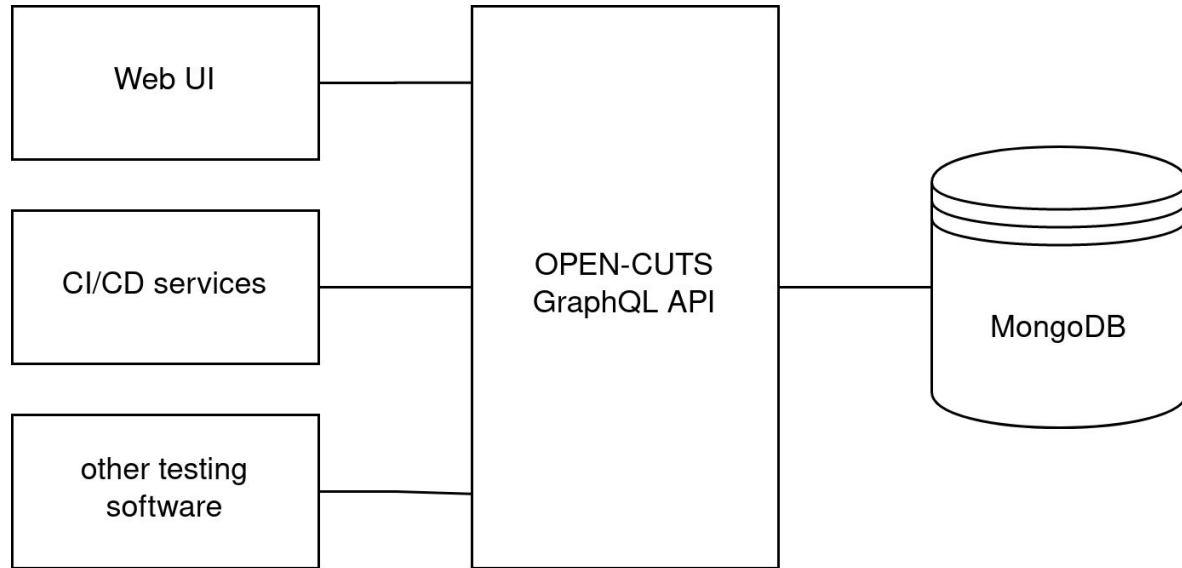 Web UI
CI/CD services
other testing
software
OPEN-CUTS
GraphQL API
MongoDB